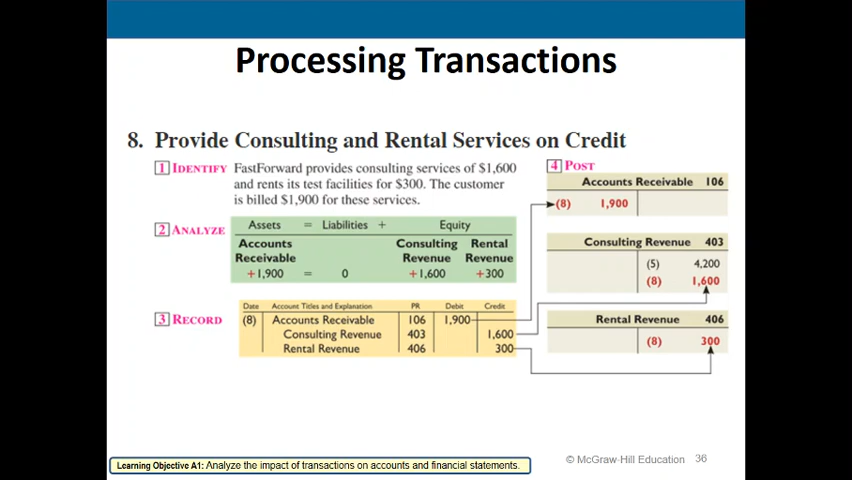 Processing Transactions
8. Provide Consulting and Rental Services on Credit
1 IDENTIFY FastForward provides consulting services of $1,600
and rents its test facilities for $300. The customer
is billed $1,900 for these services.
2 ANALYZE
Assets = Liabilities + Equity
Accounts Consulting Rental
Receivable Revenue Revenue
+1,900 = 0 +1,600 +300
3 RECORD
Date Account Titles and Explanation PR Debit Credit
(8) Accounts Receivable 106 1,900
Consulting Revenue 403 1,600
Rental Revenue 406 300
4 POST
Accounts Receivable 106
(8) 1,900
Consulting Revenue 403
(5) 4,200
(8) 1,600
Rental Revenue 406
(8) 300
Learning Objective A1: Analyze the impact of transactions on accounts and financial statements.
© McGraw-Hill Education 36